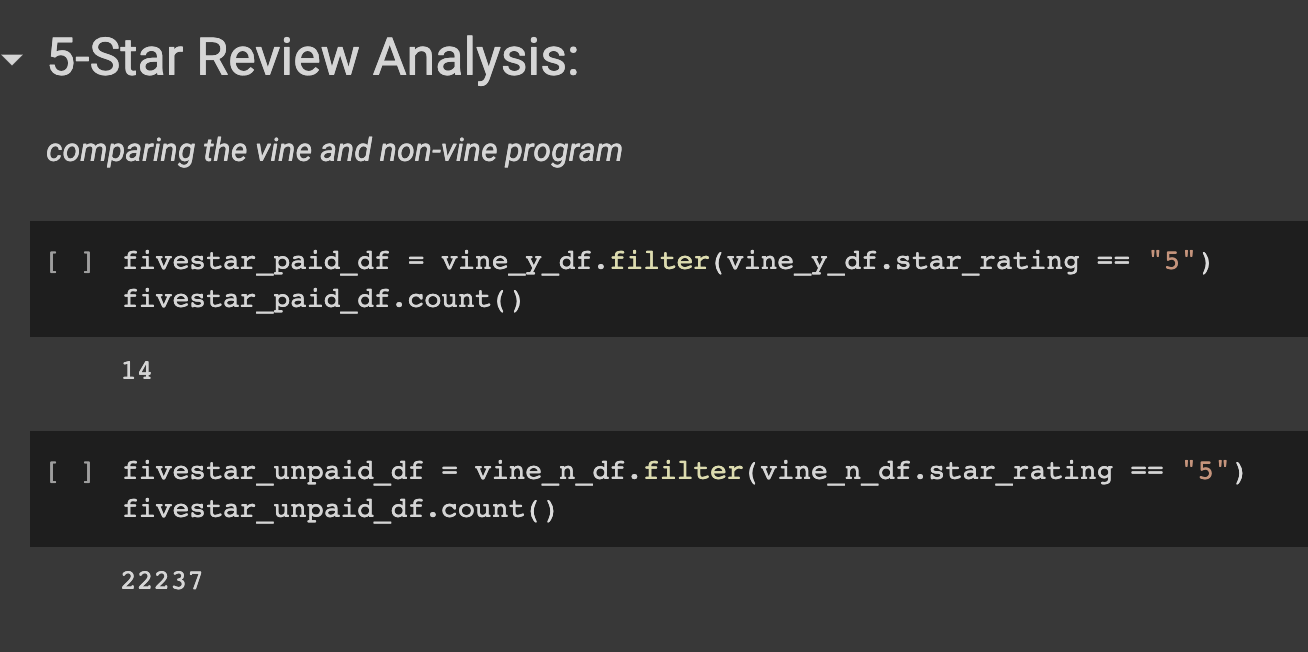 5-Star Review Analysis:
comparing the vine and non-vine program
[ ] fivestar_paid_df = vine_y_df.filter(vine_y_df.star_rating == "5")
fivestar_paid_df.count()
14
[ ] fivestar_unpaid_df = vine_n_df.filter(vine_n_df.star_rating == "5")
fivestar_unpaid_df.count()
22237